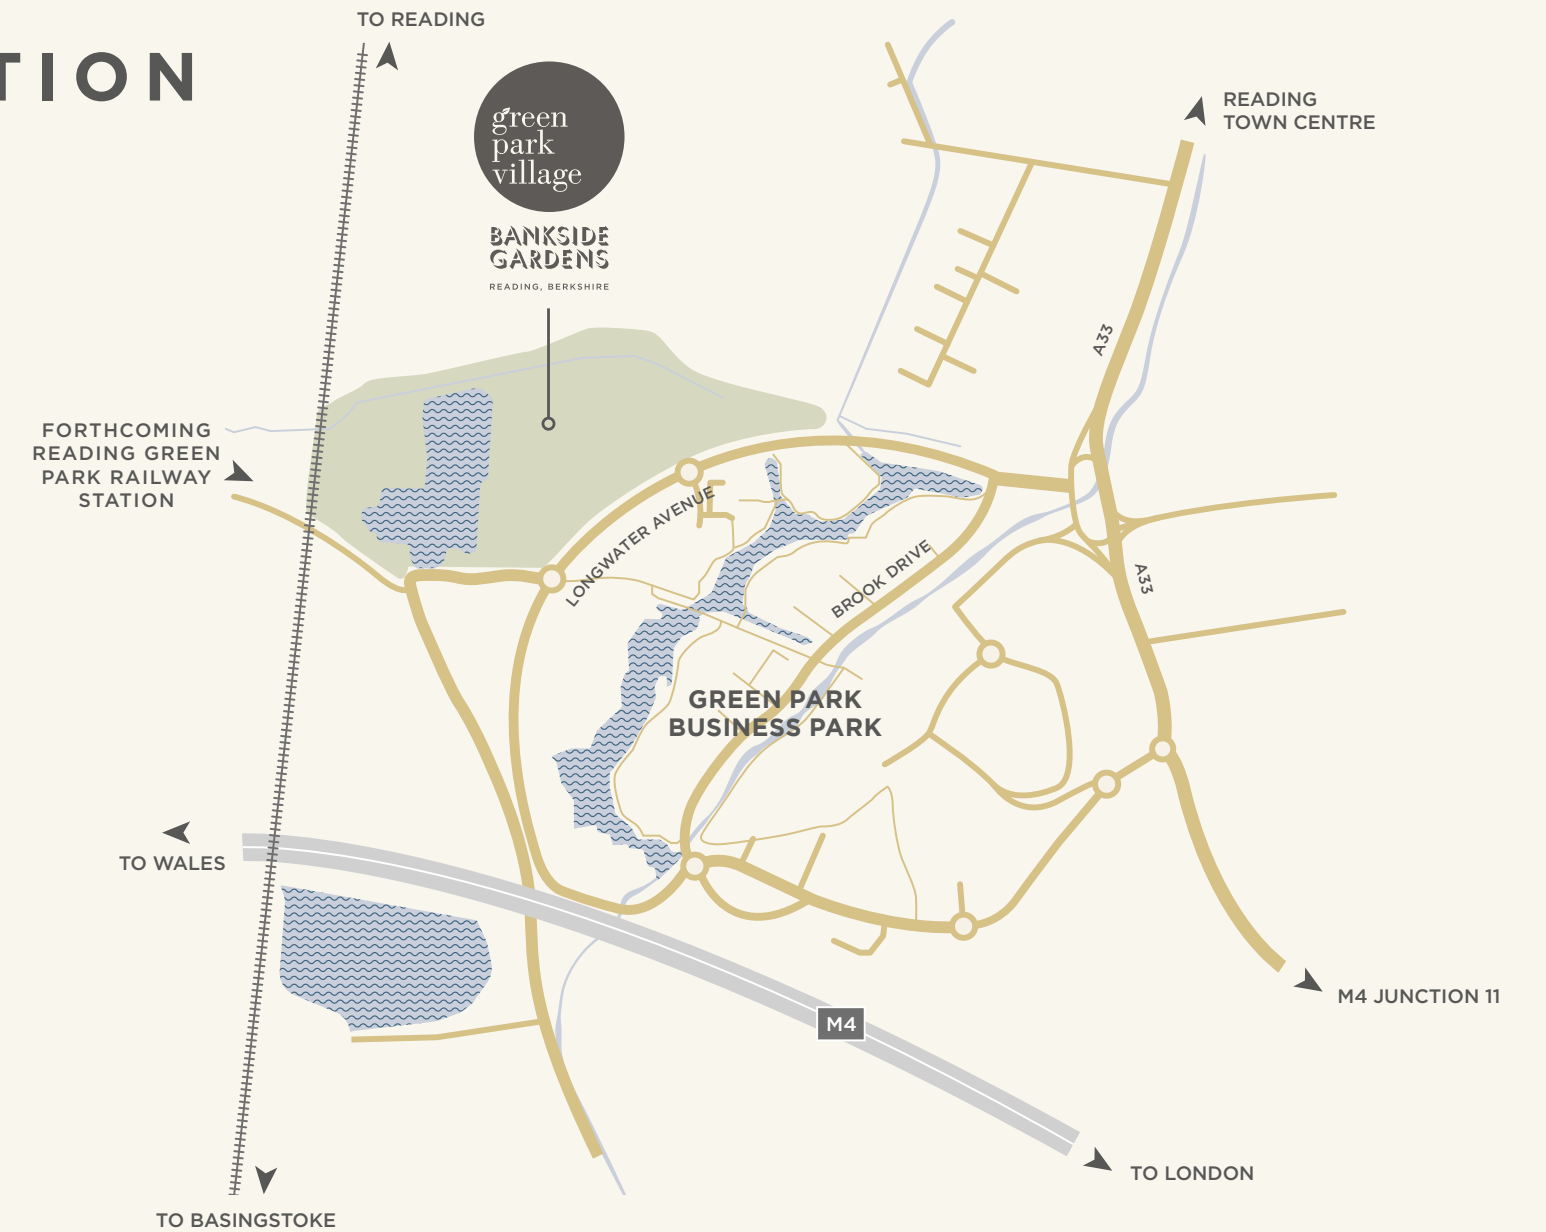 TO READING
TION
green
park
village
BANKSIDE
GARDENS
READING, BERKSHIRE
READING
TOWN CENTRE
A33
FORTHCOMING
READING GREEN
PARK RAILWAY
STATION
LONGWATER AVENUE
BROOK DRIVE
A33
GREEN PARK
BUSINESS PARK
TO WALES
M4
M4 JUNCTION 11
TO LONDON
TO BASINGSTOKE